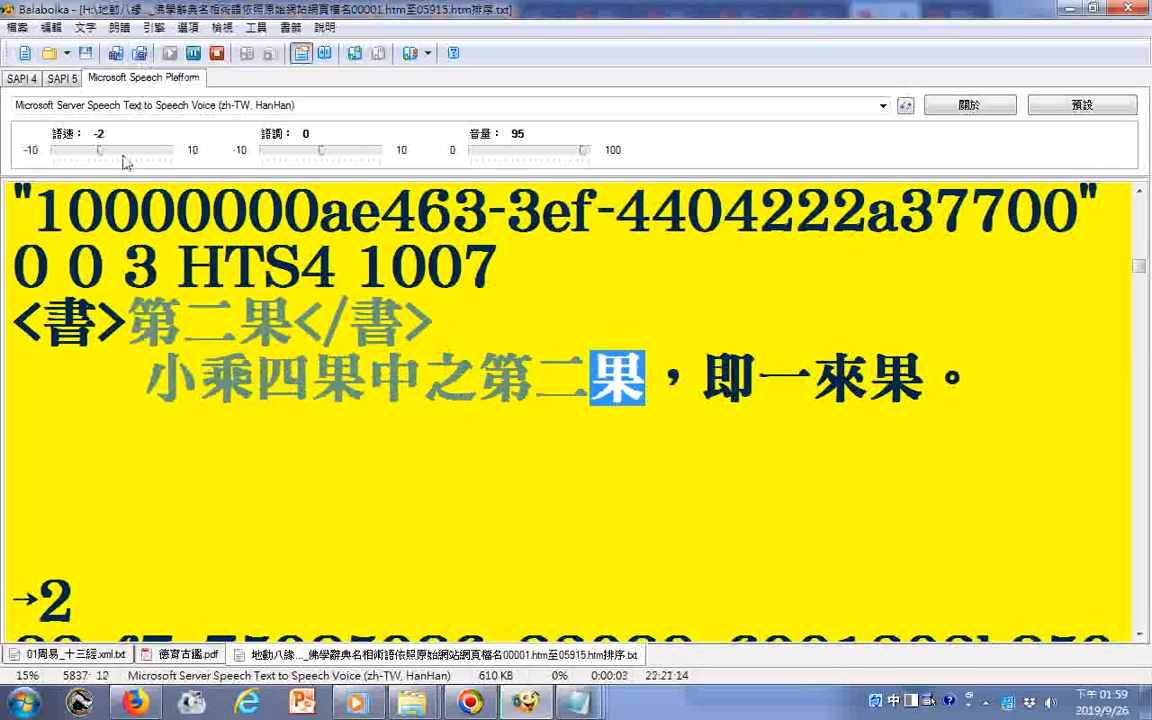 Balabolka - [H:\地動八緣..._佛學辭典名相術語依照原始網站網頁檔名00001.htm至05915.htm排序.txt]
檔案 編輯 文字 朗讀 引擎 選項 檢視 工具 書籤 說明
SAPI 4 SAPI 5 Microsoft Speech Platform
Microsoft Server Speech Text to Speech Voice (zh-TW, HanHan) 關於 預設
語速： -2 語調： 0 音量： 95
-10 10 -10 10 0 100
"10000000ae463-3ef-4404222a37700"
0 0 3 HTS4 1007
<書>第二果</書>
小乘四果中之第二果，即一來果。
→2
01周易_十三經.xml.txt 德育古鑑.pdf 地動八緣..._佛學辭典名相術語依照原始網站網頁檔名00001.htm至05915.htm排序.txt
15% 5837: 12 Microsoft Server Speech Text to Speech Voice (zh-TW, HanHan) 610 KB 0% 0:00:03 22:21:14
中 下午 01:59
2019/9/26